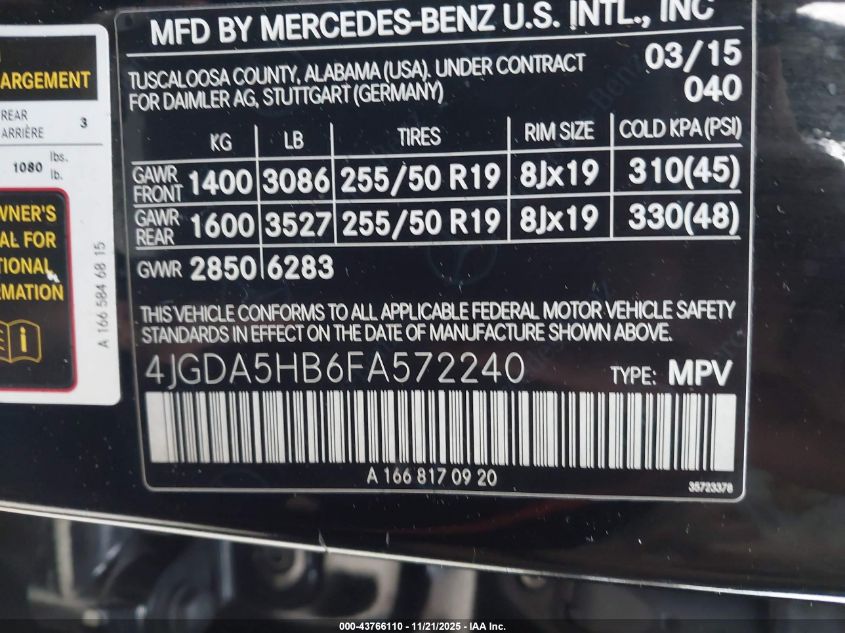 MFD BY MERCEDES-BENZ U.S. INTL., INC
TUSCALOOSA COUNTY, ALABAMA (USA). UNDER CONTRACT
FOR DAIMLER AG, STUTTGART (GERMANY)
03/15
040
KG LB TIRES RIM SIZE COLD KPA (PSI)
GAWR FRONT 1400 3086 255/50 R19 8Jx19 310(45)
GAWR REAR 1600 3527 255/50 R19 8Jx19 330(48)
GVWR 2850 6283
THIS VEHICLE CONFORMS TO ALL APPLICABLE FEDERAL MOTOR VEHICLE SAFETY
STANDARDS IN EFFECT ON THE DATE OF MANUFACTURE SHOWN ABOVE.
4JGDA5HB6FA572240 TYPE: MPV
A 166 817 09 20
35723378
ARGEMENT
REAR
ARRIÈRE 3
1080 lbs.
lb.
WNER'S
AL FOR
TIONAL
RMATION
A 166 584 68 15
000-43766110 - 11/21/2025 - IAA Inc.